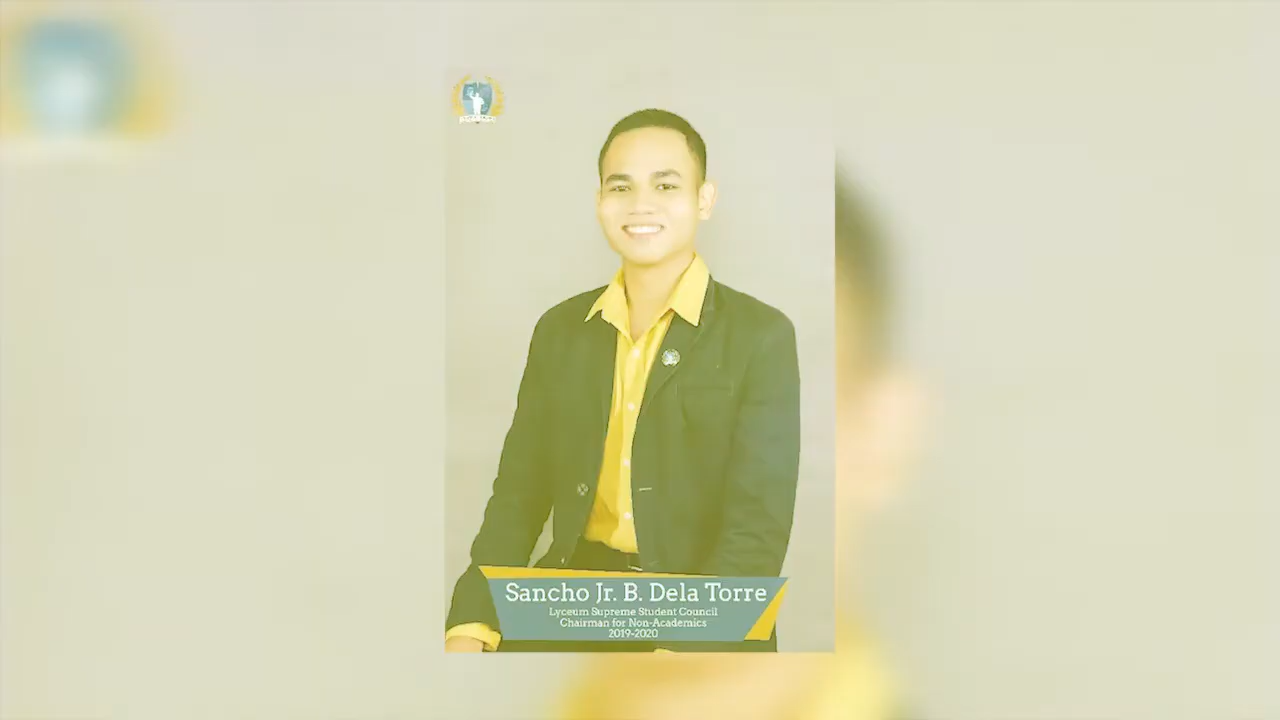 Sancho Jr. B. Dela Torre
Lyceum Supreme Student Council
Chairman for Non-Academics
2019-2020